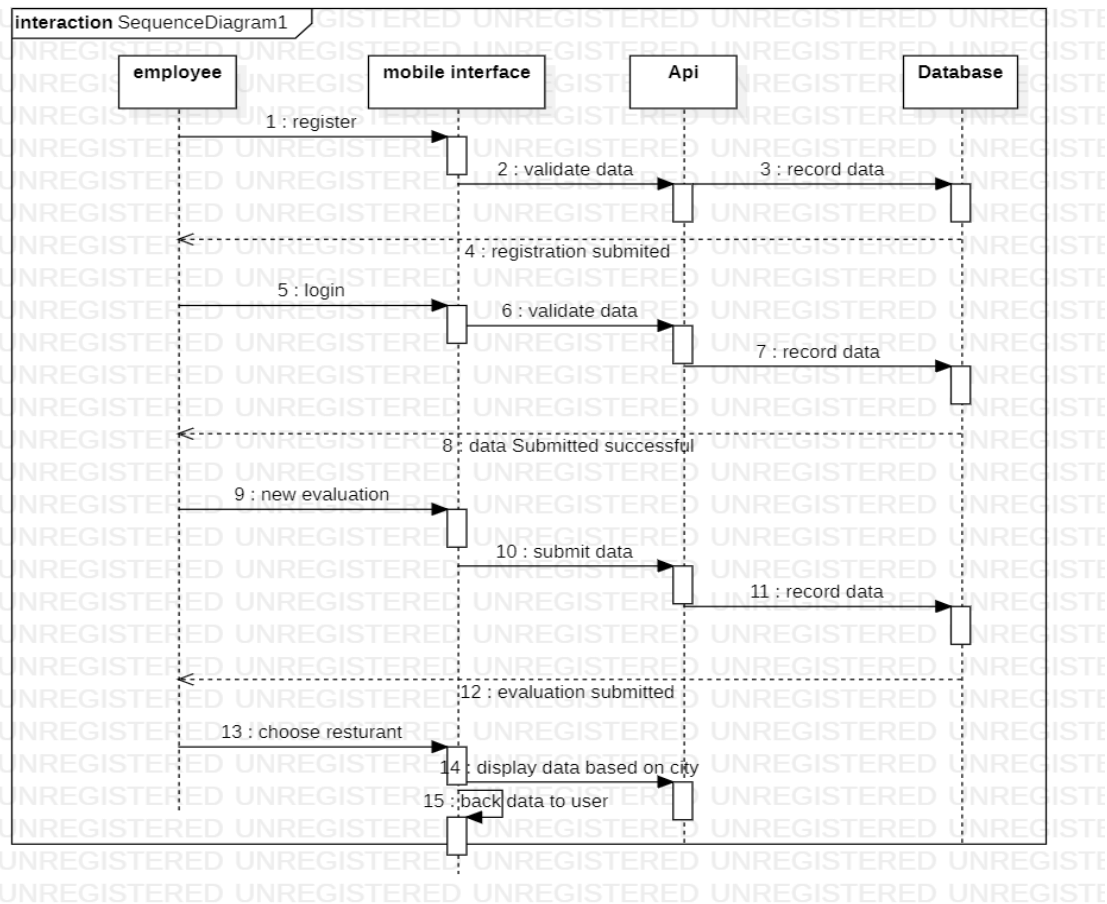 interaction SequenceDiagram1
employee
mobile interface
Api
Database
1 : register
2 : validate data
3 : record data
4 : registration submited
5 : login
6 : validate data
7 : record data
8 : data Submitted successful
9 : new evaluation
10 : submit data
11 : record data
12 : evaluation submitted
13 : choose resturant
14 : display data based on city
15 : back data to user
UNREGISTERED